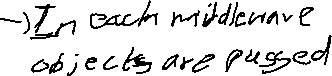 → In each middleware
objects are passed